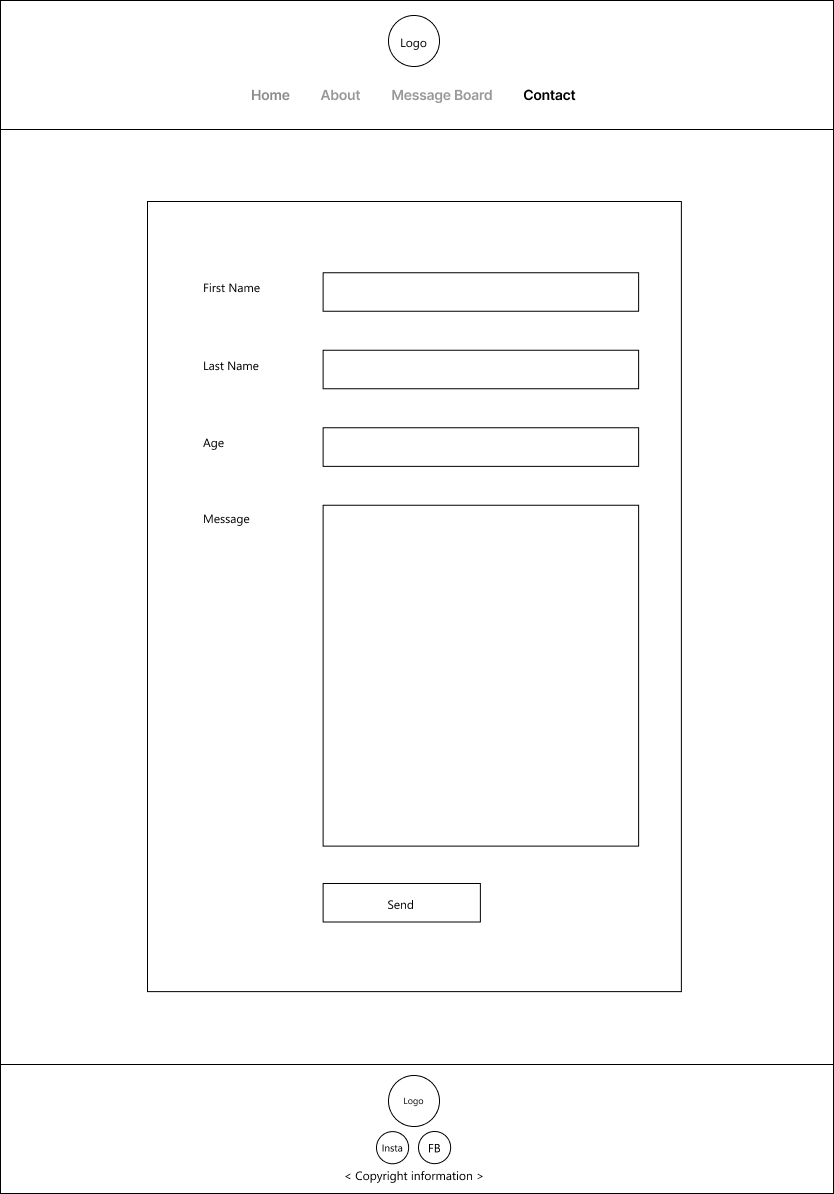 Logo
Home About Message Board Contact
First Name
Last Name
Age
Message
Send
Logo
Insta FB
< Copyright information >